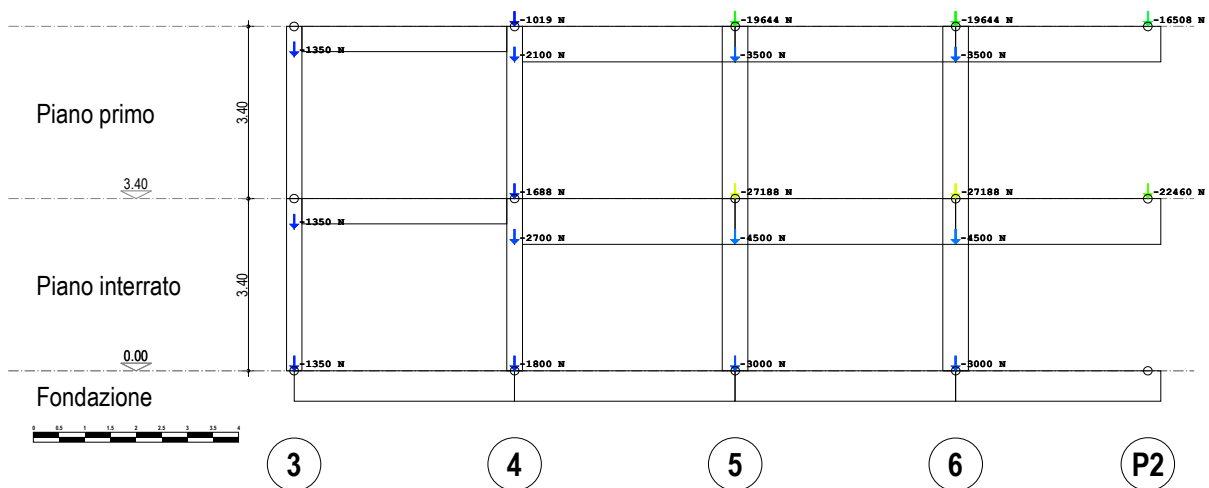 -1019 N -19644 N -19644 N -16508 N
-1350 N -2100 N -3500 N -3500 N
Piano primo
3.40
3.40
-1688 N -27188 N -27188 N -22460 N
-1350 N -2700 N -4500 N -4500 N
Piano interrato
3.40
0.00
-1350 N -1800 N -3000 N -3000 N
Fondazione
0 0.5 1 1.5 2 2.5 3 3.5 4
3 4 5 6 P2